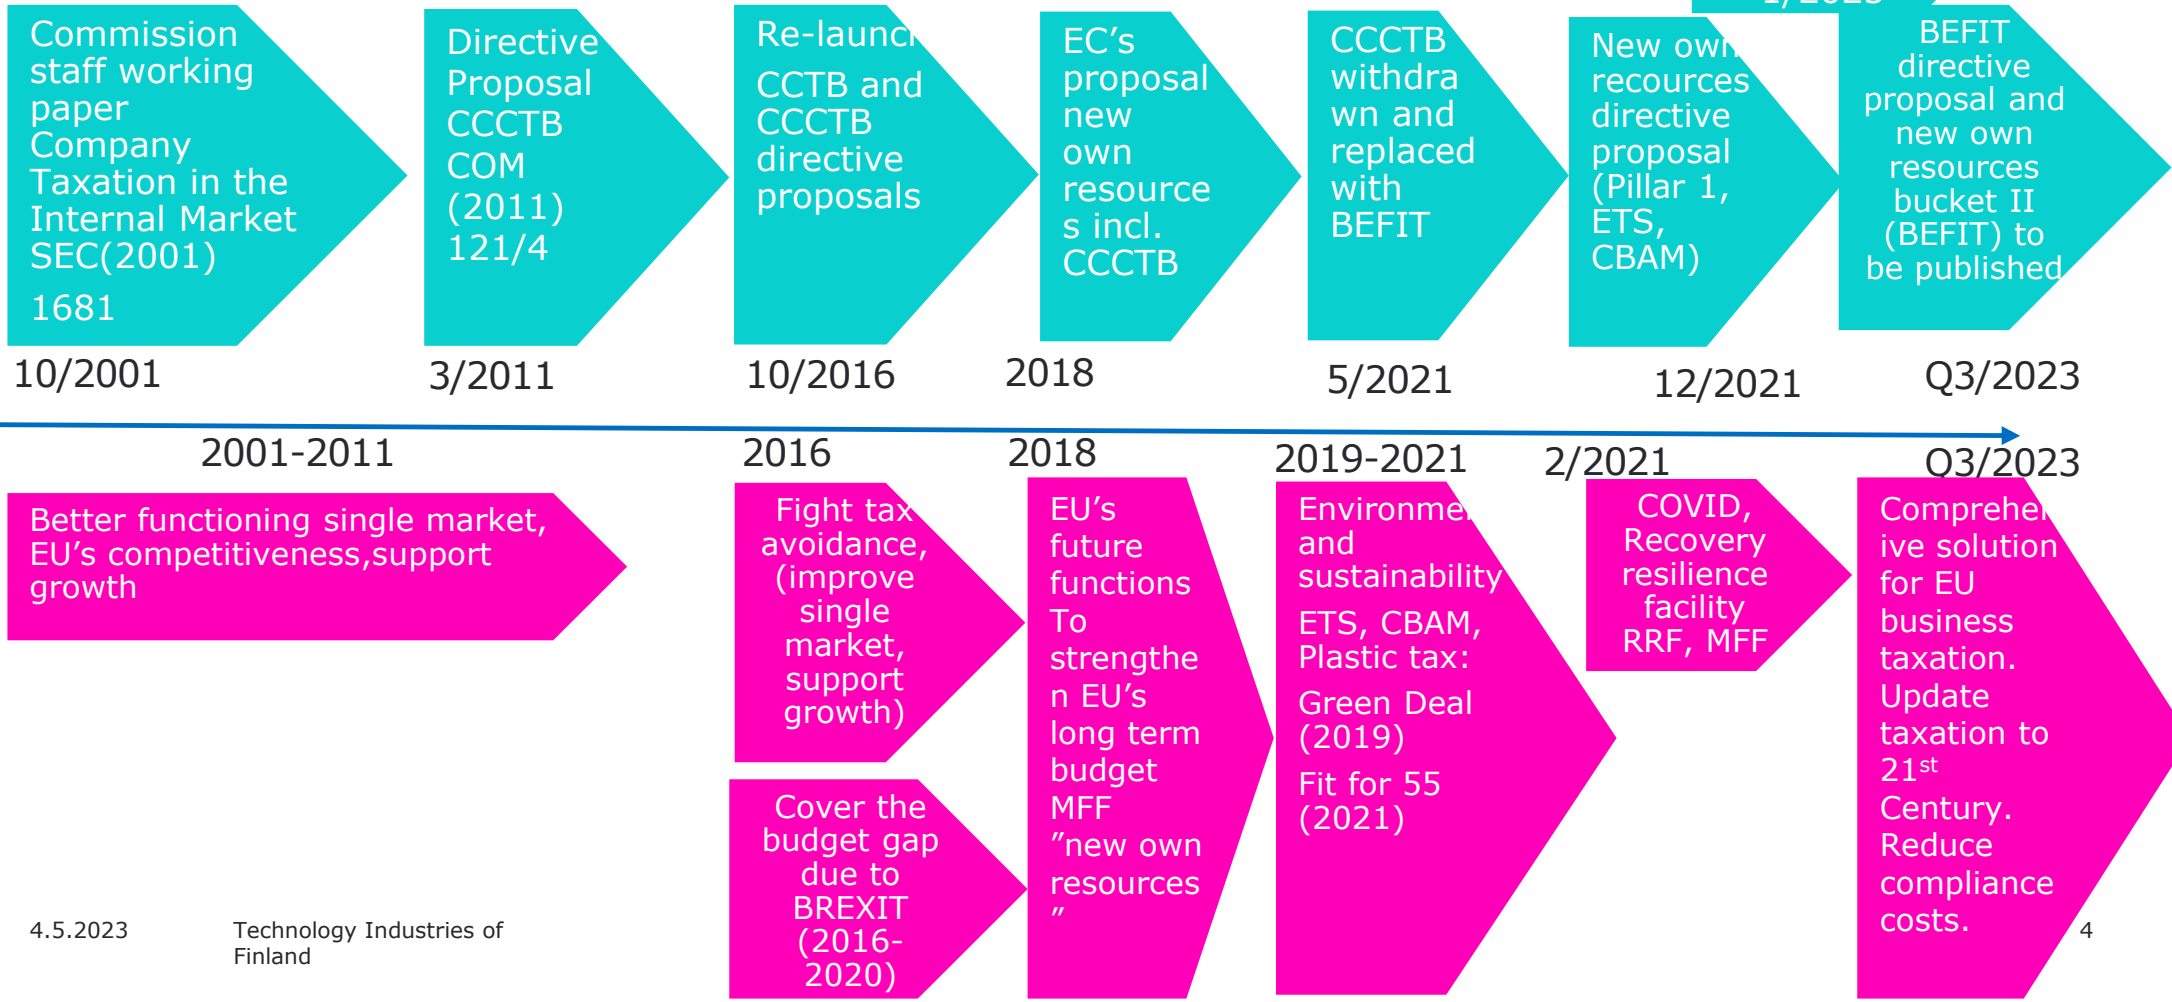 Commission
staff working
paper
Company
Taxation in the
Internal Market
SEC(2001)
1681
Directive
Proposal
CCCTB
COM
(2011)
121/4
Re-launch
CCTB and
CCCTB
directive
proposals
EC’s
proposal
new
own
resource
s incl.
CCCTB
CCCTB
withdra
wn and
replaced
with
BEFIT
New own
recources
directive
proposal
(Pillar 1,
ETS,
CBAM)
BEFIT
directive
proposal and
new own
resources
bucket II
(BEFIT) to
be published
10/2001
3/2011
10/2016
2018
5/2021
12/2021
Q3/2023
2001-2011
2016
2018
2019-2021
2/2021
Q3/2023
Better functioning single market,
EU’s competitiveness,support
growth
Fight tax
avoidance,
(improve
single
market,
support
growth)
Cover the
budget gap
due to
BREXIT
(2016-
2020)
EU’s
future
functions
To
strengthe
n EU’s
long term
budget
MFF
”new own
resources
”
and
sustainability
ETS, CBAM,
Plastic tax:
Green Deal
(2019)
Fit for 55
(2021)
COVID,
Recovery
resilience
facility
RRF, MFF
ive solution
for EU
business
taxation.
Update
taxation to
21st
Century.
Reduce
compliance
costs.
4.5.2023
Technology Industries of
Finland
4